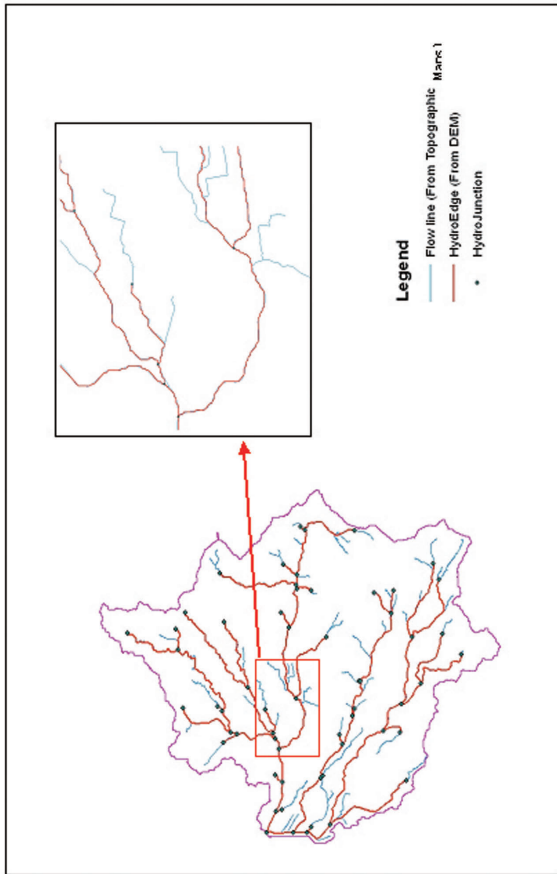 Legend
Flow line (From Topographic
Maps)
HydroEdge (From DEM)
HydroJunction